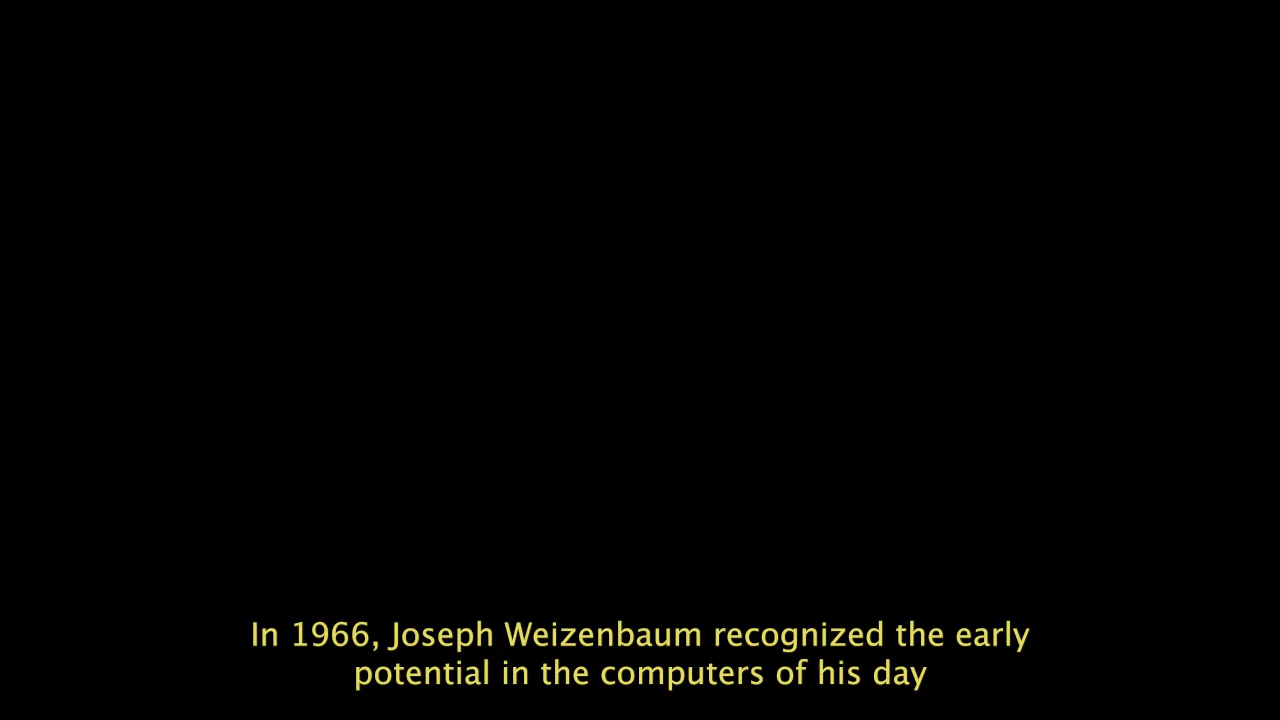 In 1966, Joseph Weizenbaum recognized the early
potential in the computers of his day